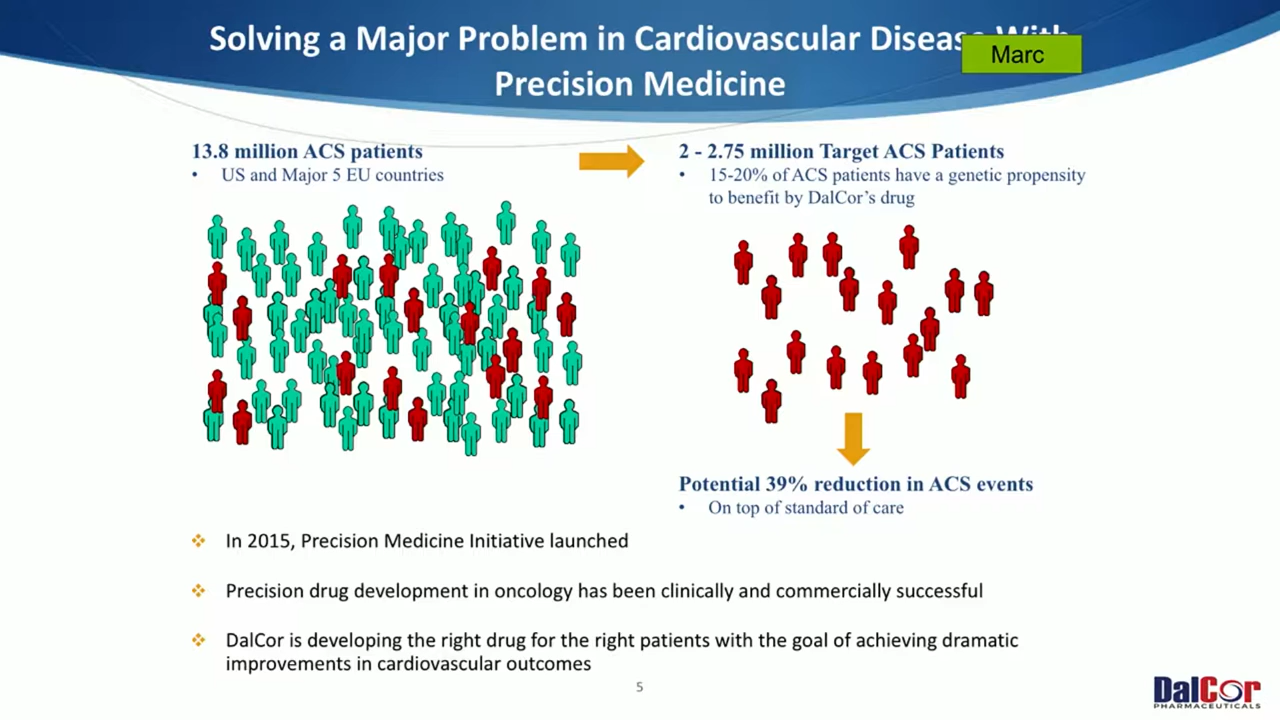 Solving a Major Problem in Cardiovascular Disease With
Marc
Precision Medicine
13.8 million ACS patients
• US and Major 5 EU countries
2 - 2.75 million Target ACS Patients
• 15-20% of ACS patients have a genetic propensity
to benefit by DalCor’s drug
Potential 39% reduction in ACS events
• On top of standard of care
❖ In 2015, Precision Medicine Initiative launched
❖ Precision drug development in oncology has been clinically and commercially successful
❖ DalCor is developing the right drug for the right patients with the goal of achieving dramatic
improvements in cardiovascular outcomes
5
DalCor
PHARMACEUTICALS